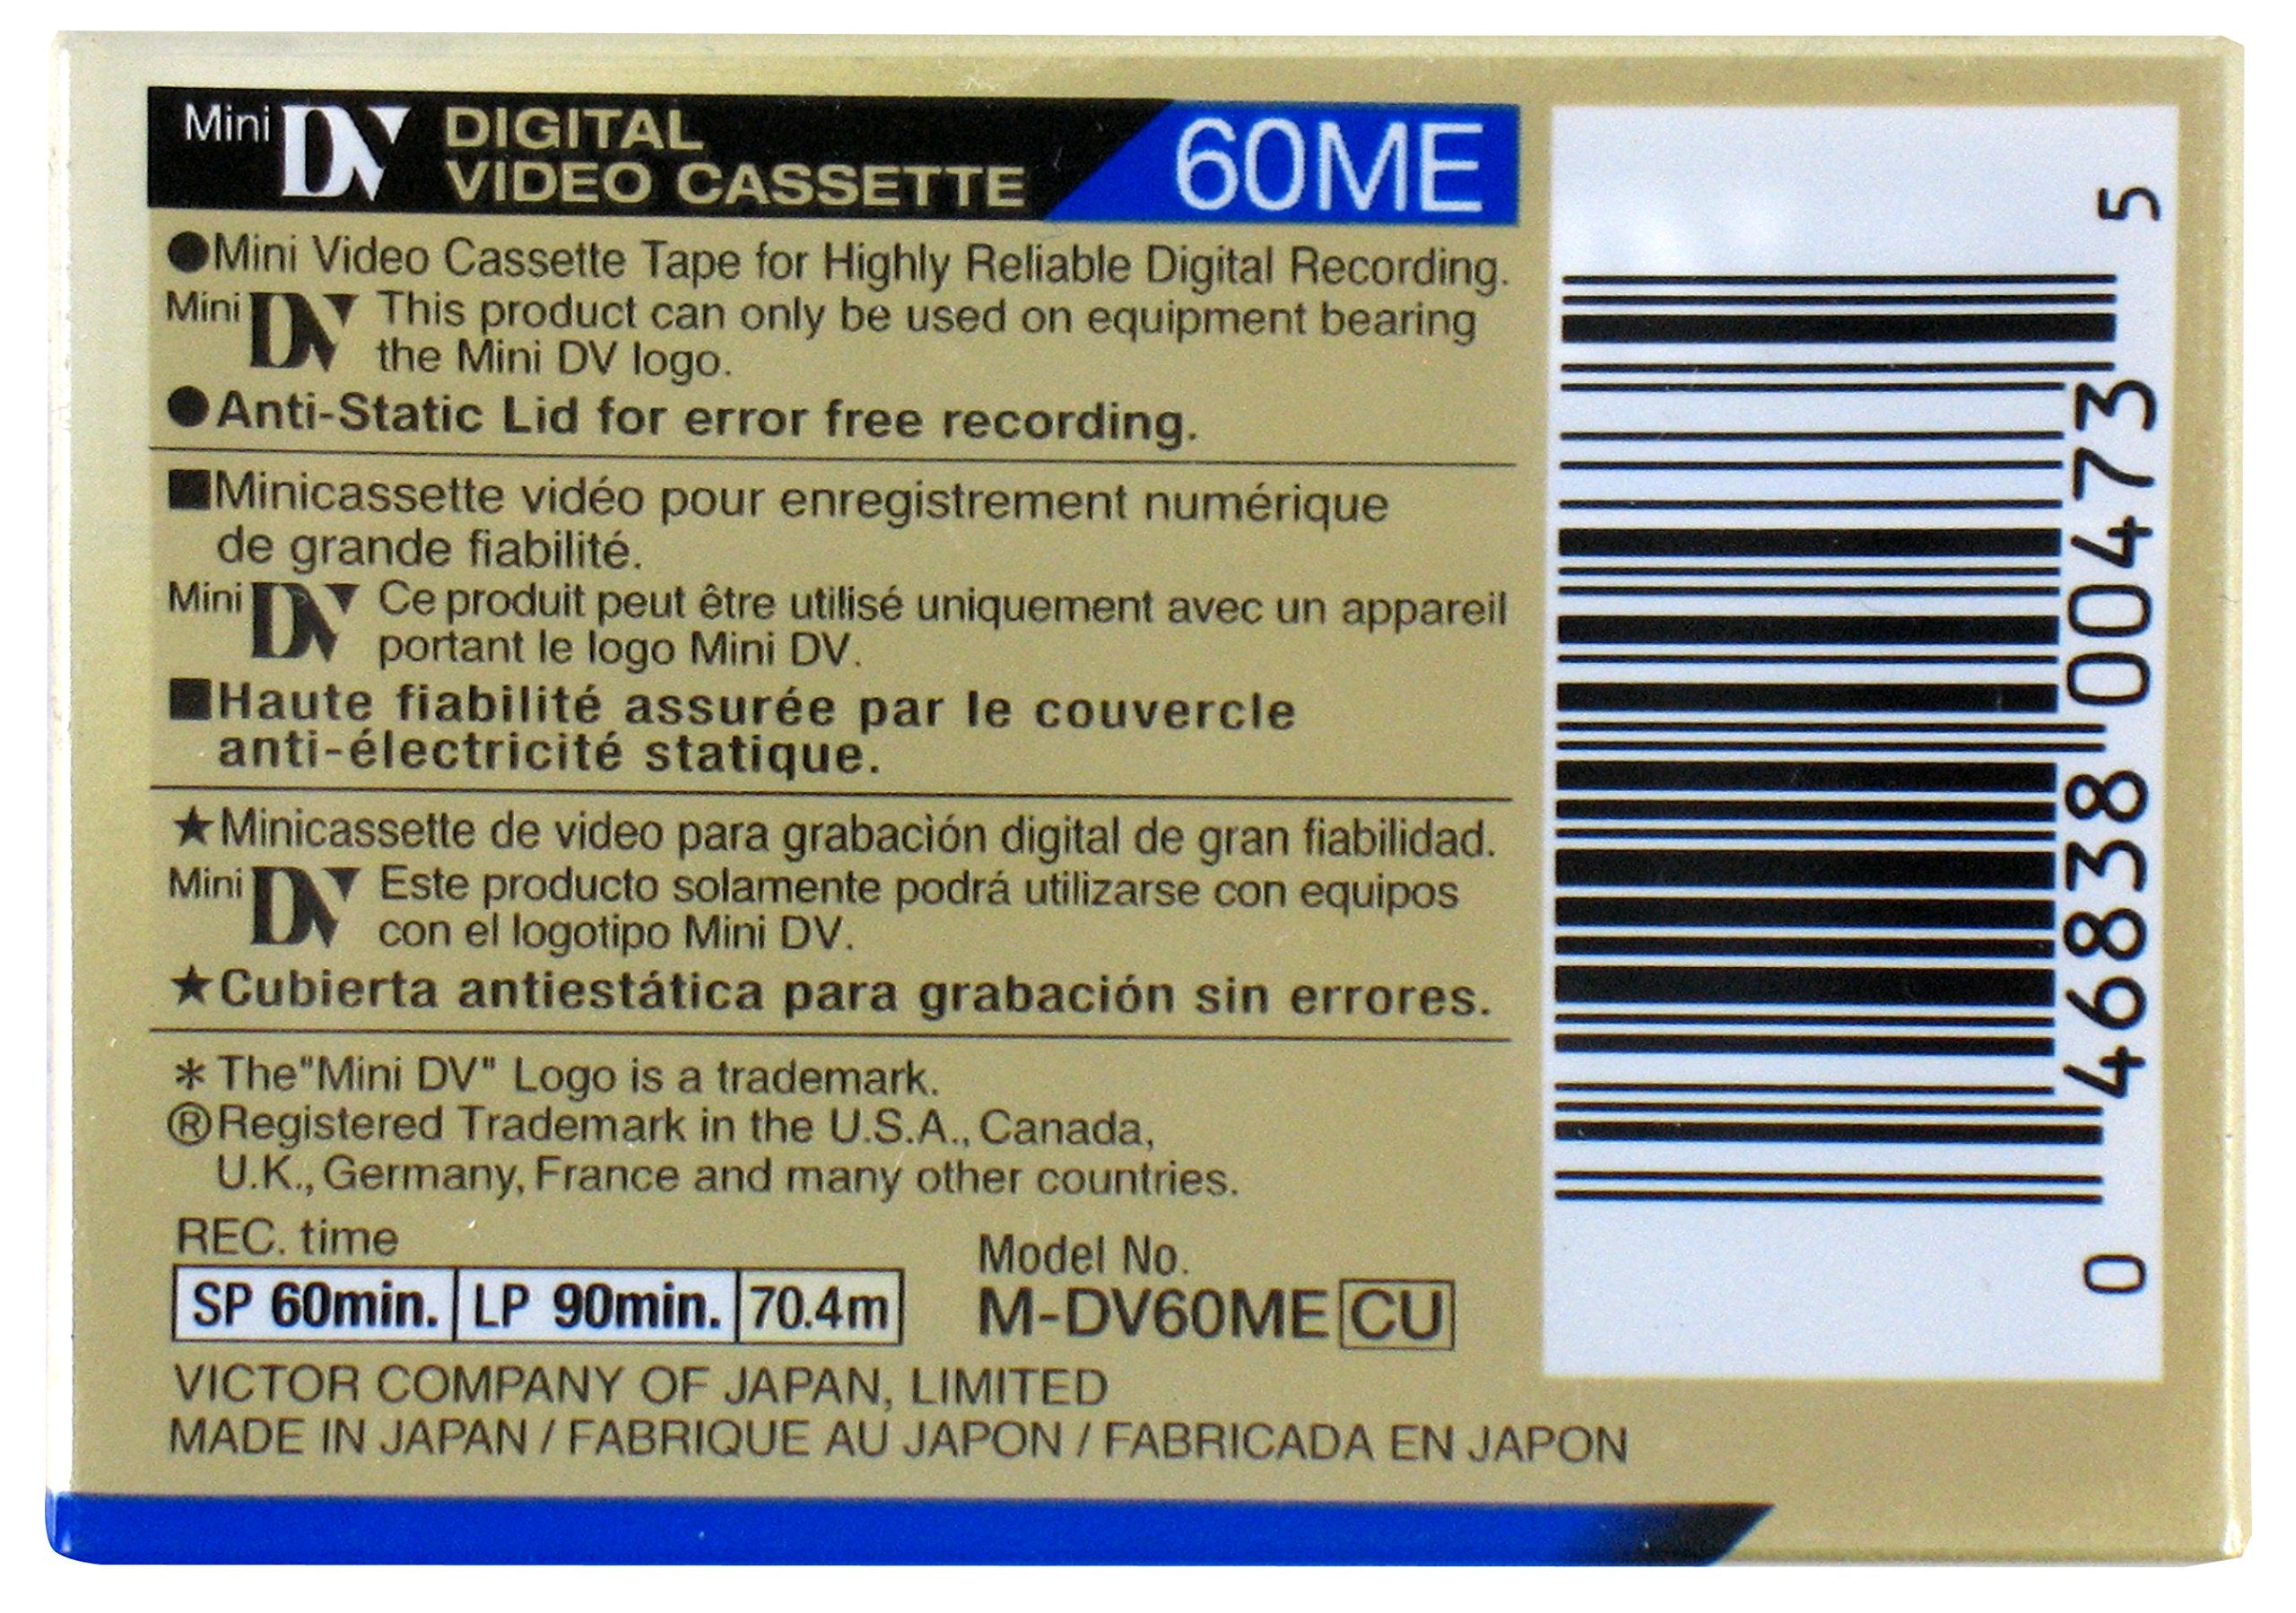 Mini DV DIGITAL
VIDEO CASSETTE
60ME
●Mini Video Cassette Tape for Highly Reliable Digital Recording.
Mini DV This product can only be used on equipment bearing
the Mini DV logo.
●Anti-Static Lid for error free recording.
■Minicassette vidéo pour enregistrement numérique
de grande fiabilité.
Mini DV Ce produit peut être utilisé uniquement avec un appareil
portant le logo Mini DV.
■Haute fiabilité assurée par le couvercle
anti-électricité statique.
★Minicassette de video para grabación digital de gran fiabilidad.
Mini DV Este producto solamente podrá utilizarse con equipos
con el logotipo Mini DV.
★Cubierta antiestática para grabación sin errores.
* The"Mini DV" Logo is a trademark.
®Registered Trademark in the U.S.A., Canada,
U.K., Germany, France and many other countries.
REC. time
SP 60min. LP 90min. 70.4m
Model No.
M-DV60ME CU
VICTOR COMPANY OF JAPAN, LIMITED
MADE IN JAPAN / FABRIQUE AU JAPON / FABRICADA EN JAPON
0 46838 00473 5